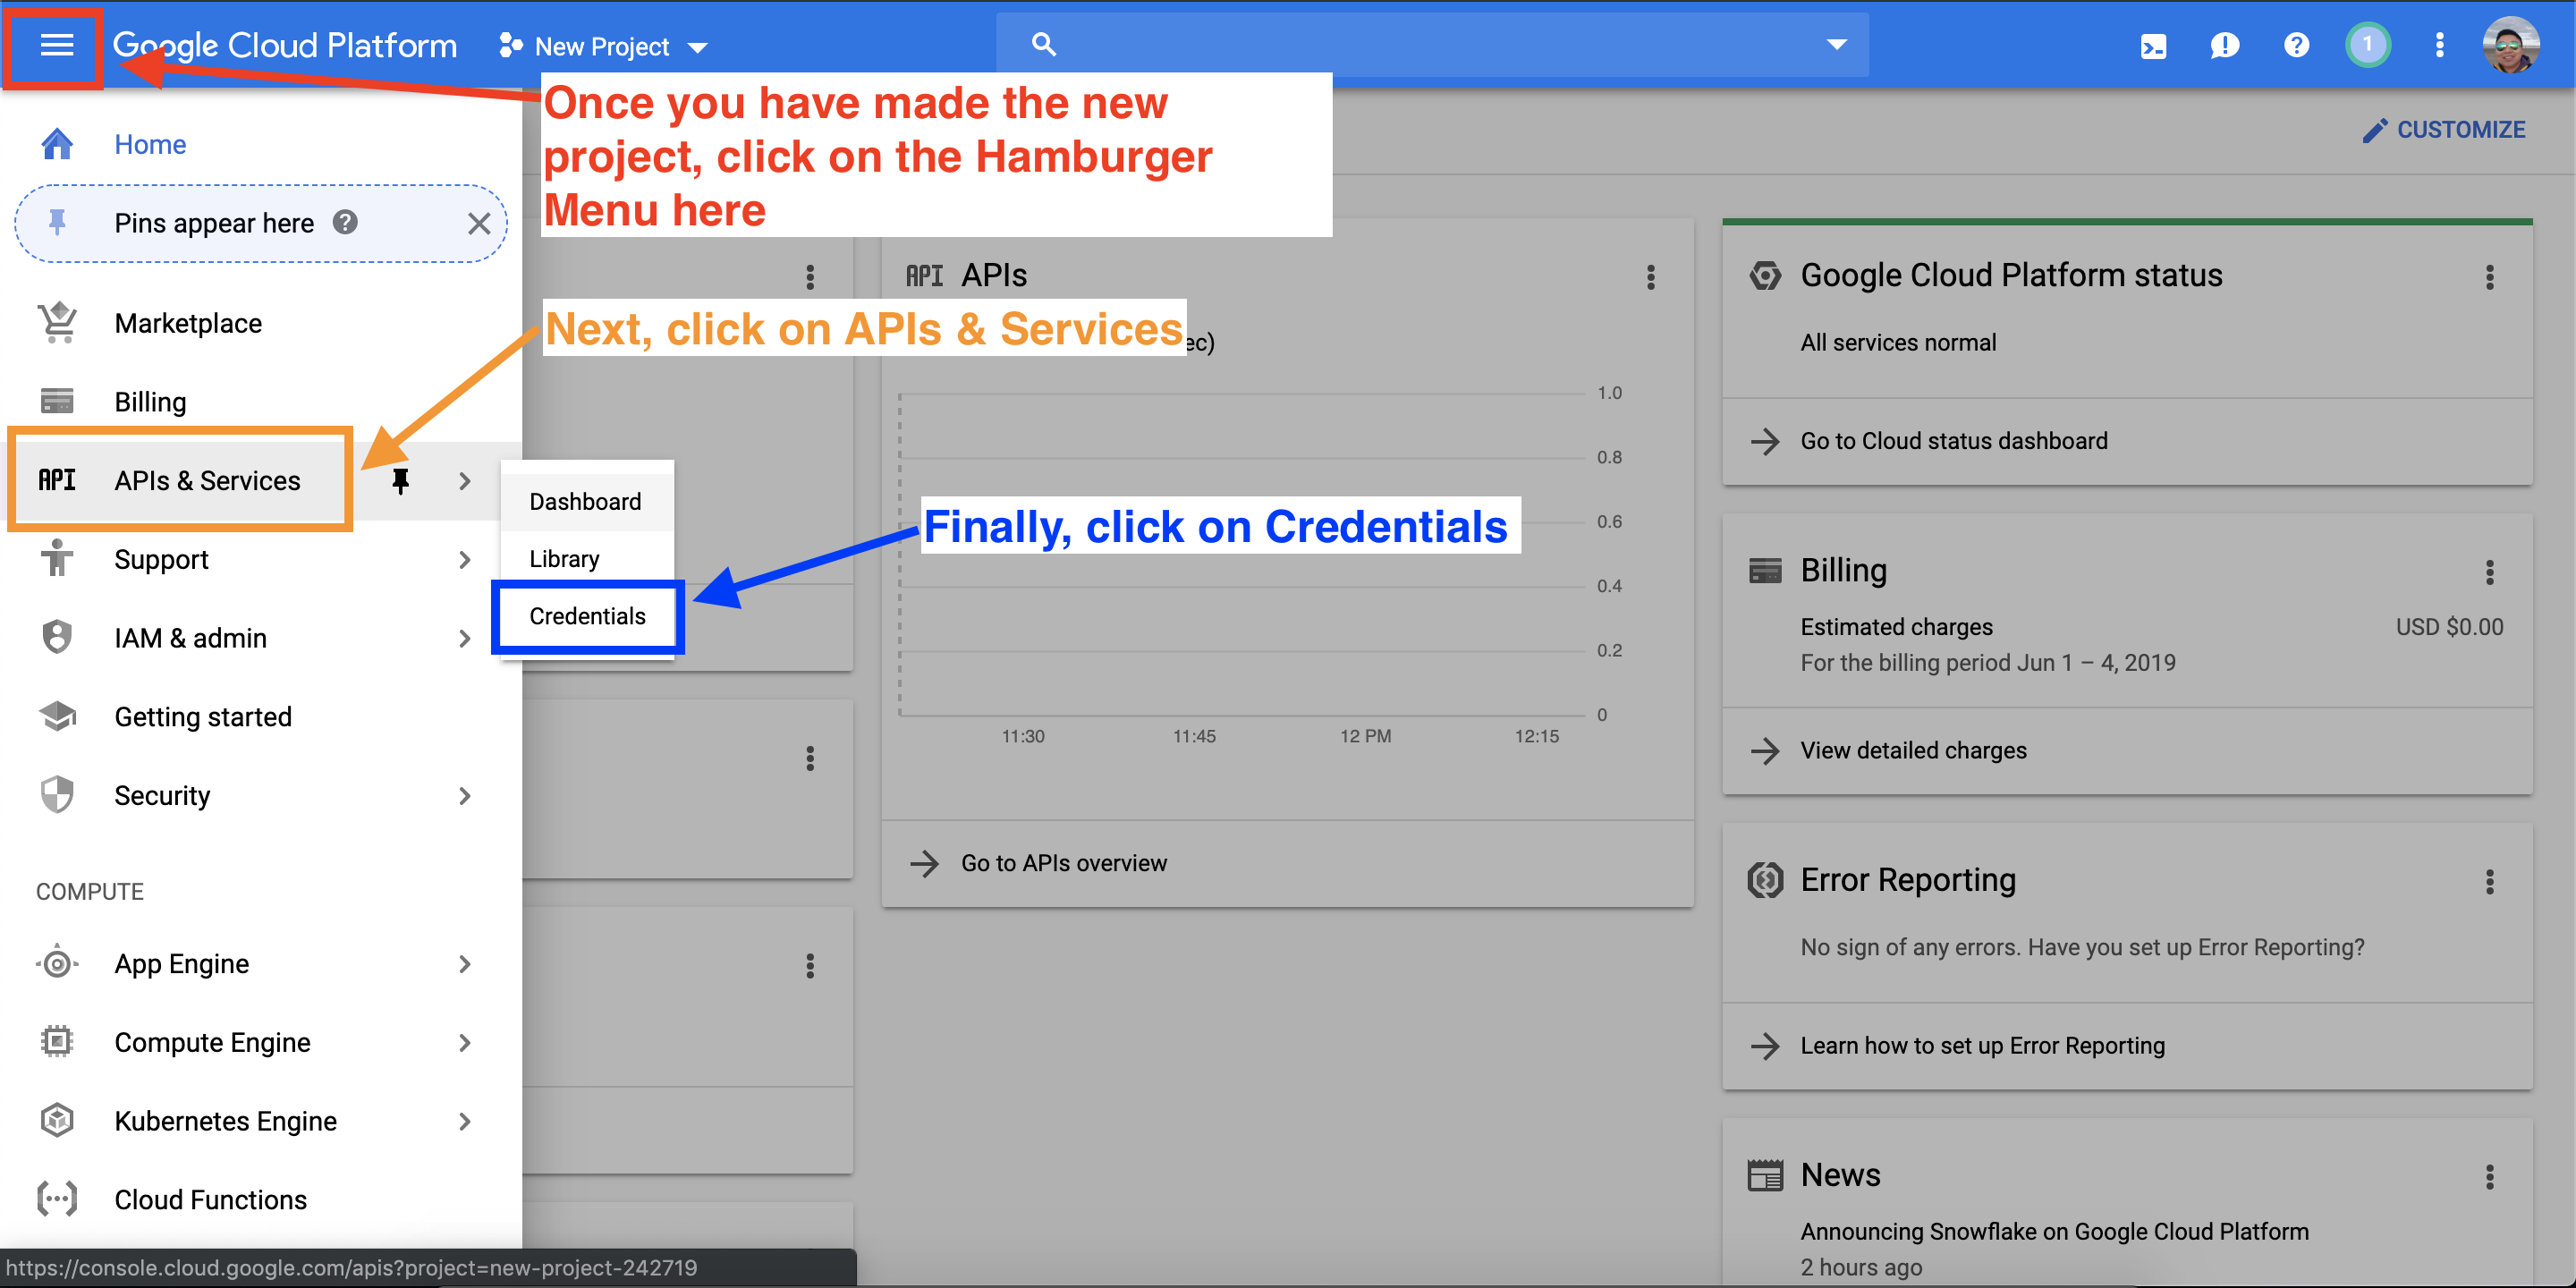 Google Cloud Platform
New Project
1
Once you have made the new
project, click on the Hamburger
Menu here
CUSTOMIZE
Home
Pins appear here
Marketplace
Billing
API APIs & Services
Support
IAM & admin
Getting started
Security
COMPUTE
App Engine
Compute Engine
Kubernetes Engine
Cloud Functions
https://console.cloud.google.com/apis?project=new-project-242719
Next, click on APIs & Services
Dashboard
Library
Credentials
Finally, click on Credentials
API APIs
ec)
1.0
0.8
0.6
0.4
0.2
0
11:30 11:45 12 PM 12:15
Go to APIs overview
Google Cloud Platform status
All services normal
Go to Cloud status dashboard
Billing
Estimated charges USD $0.00
For the billing period Jun 1 – 4, 2019
View detailed charges
Error Reporting
No sign of any errors. Have you set up Error Reporting?
Learn how to set up Error Reporting
News
Announcing Snowflake on Google Cloud Platform
2 hours ago